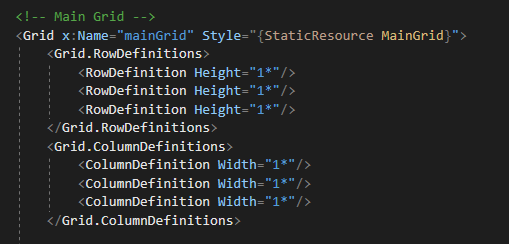 <!-- Main Grid -->
<Grid x:Name="mainGrid" Style="{StaticResource MainGrid}">
<Grid.RowDefinitions>
<RowDefinition Height="1*"/>
<RowDefinition Height="1*"/>
<RowDefinition Height="1*"/>
</Grid.RowDefinitions>
<Grid.ColumnDefinitions>
<ColumnDefinition Width="1*"/>
<ColumnDefinition Width="1*"/>
<ColumnDefinition Width="1*"/>
</Grid.ColumnDefinitions>